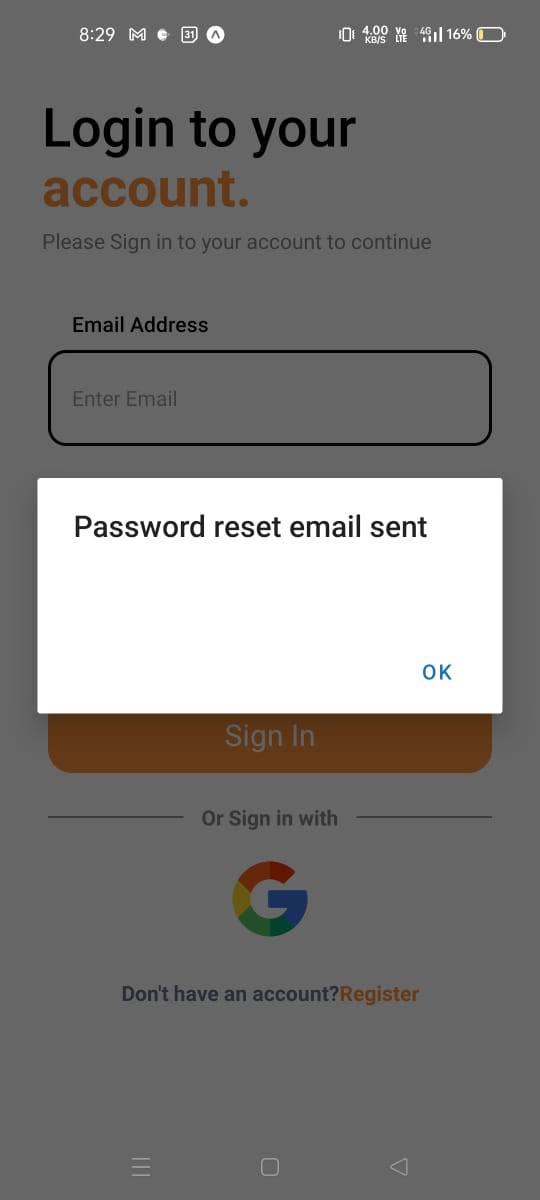 8:29 31 4.00 KB/S Vo LTE 4G 16%
Login to your
account.
Please Sign in to your account to continue
Email Address
Enter Email
Password reset email sent
OK
Sign In
Or Sign in with
Don't have an account?Register